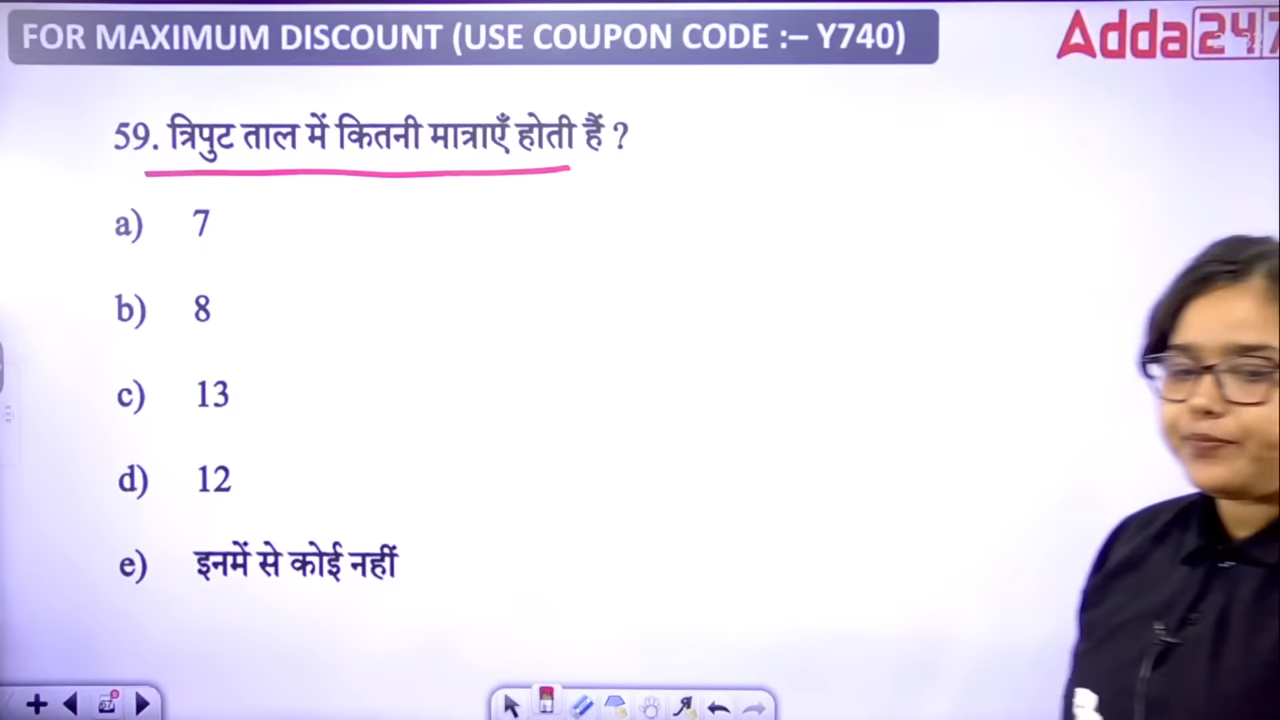 FOR MAXIMUM DISCOUNT (USE COUPON CODE :– Y740)
Adda247
59. त्रिपुट ताल में कितनी मात्राएँ होती हैं ?
a) 7
b) 8
c) 13
d) 12
e) इनमें से कोई नहीं